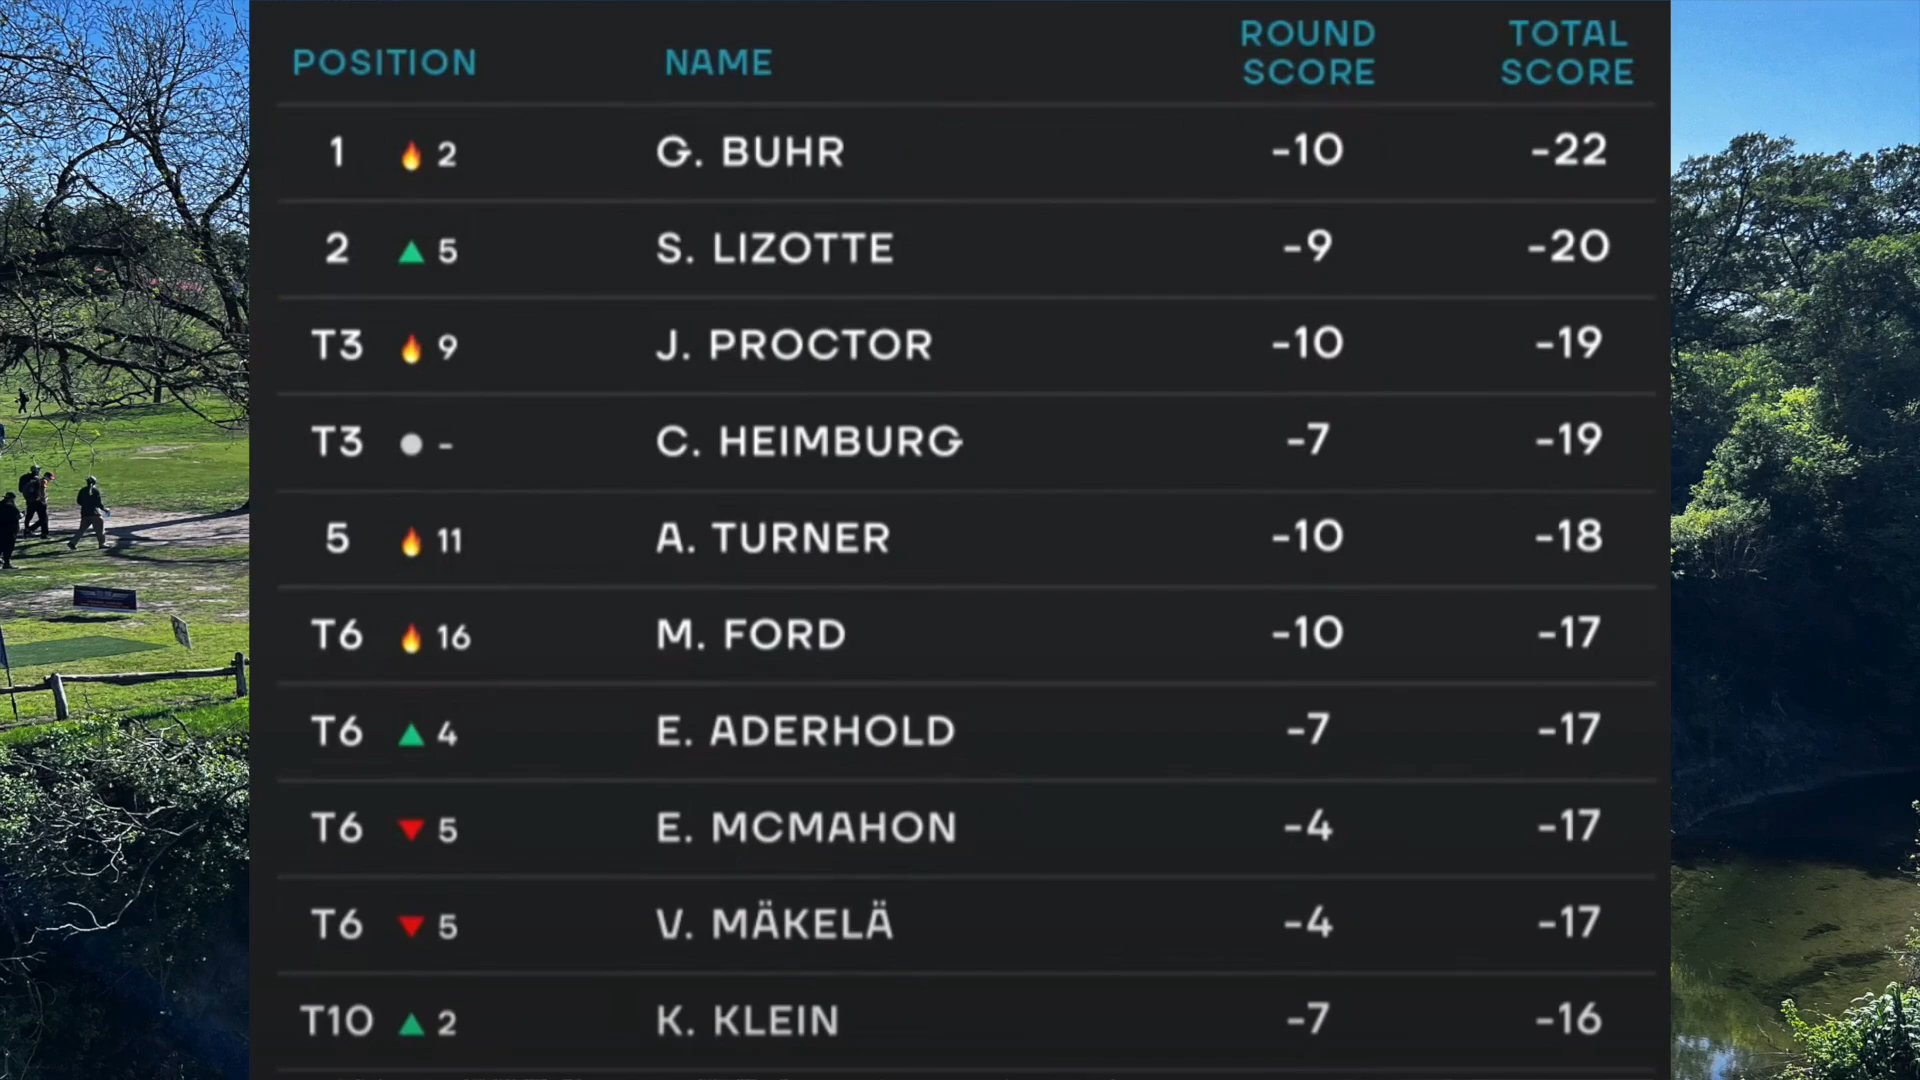 POSITION NAME ROUND SCORE TOTAL SCORE
1 🔥 2 G. BUHR -10 -22
2 ▲ 5 S. LIZOTTE -9 -20
T3 🔥 9 J. PROCTOR -10 -19
T3 ● - C. HEIMBURG -7 -19
5 🔥 11 A. TURNER -10 -18
T6 🔥 16 M. FORD -10 -17
T6 ▲ 4 E. ADERHOLD -7 -17
T6 ▼ 5 E. MCMAHON -4 -17
T6 ▼ 5 V. MÄKELÄ -4 -17
T10 ▲ 2 K. KLEIN -7 -16